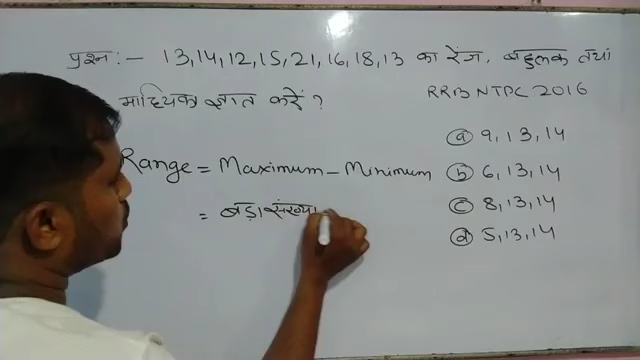 प्रश्न :- 13,14,12,15,21,16,18,13 का रेंज, बहुलक तथा
माध्यिका ज्ञात करें ?
RRB NTPC 2016
Range = Maximum - Minimum
= बड़ा संख्या
ⓐ 9,13,14
ⓑ 6,13,14
ⓒ 8,13,14
ⓓ 5,13,14